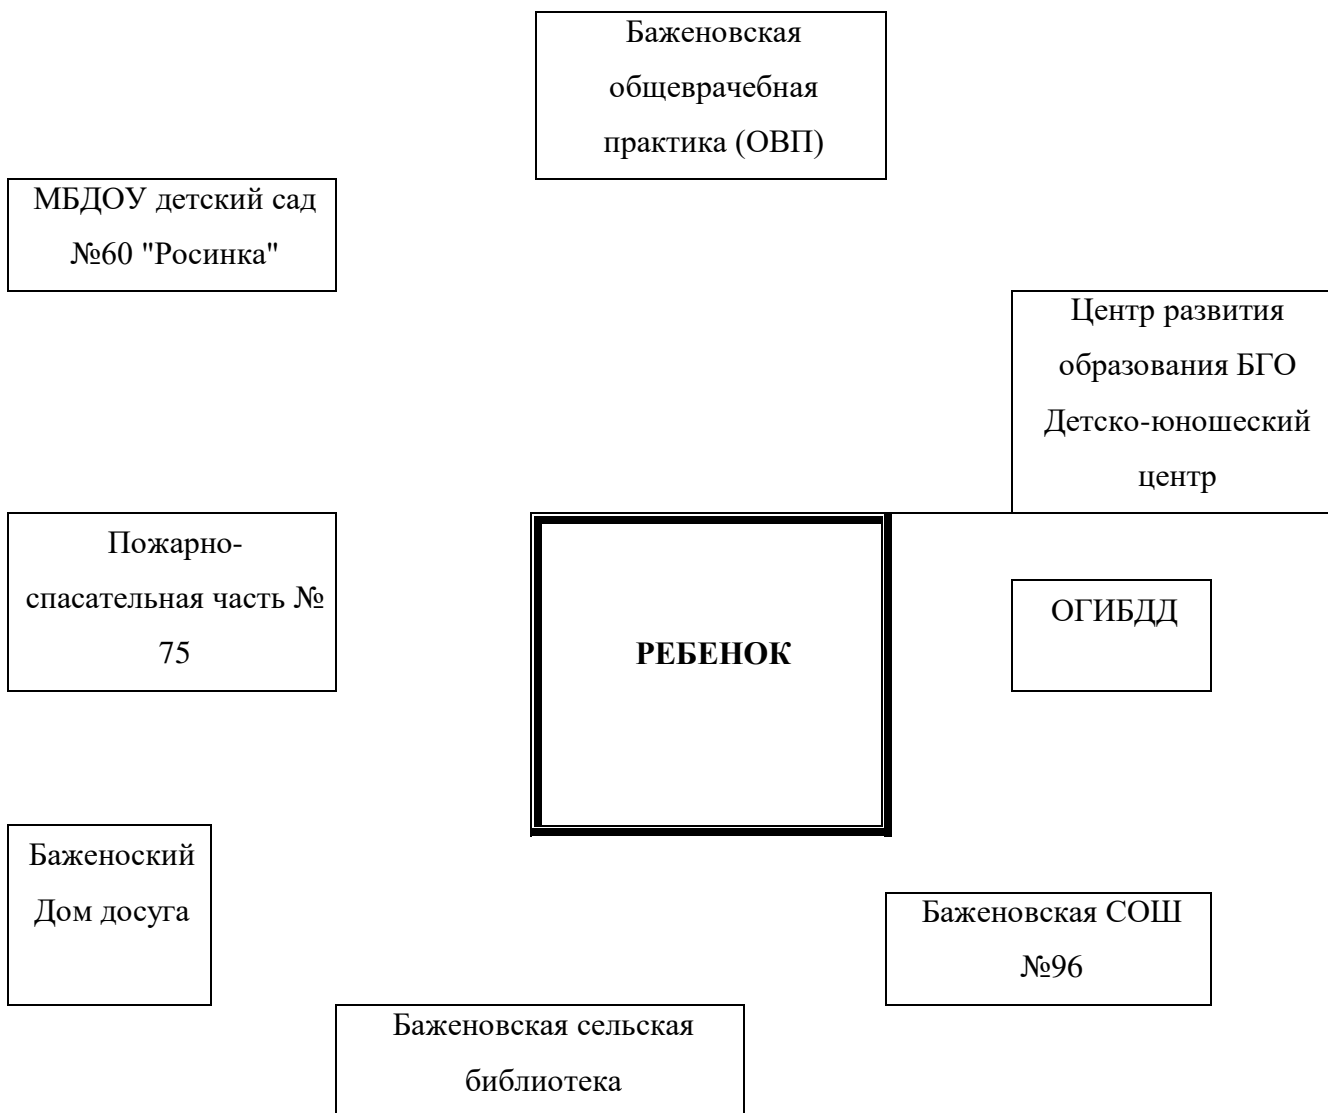 Баженовская
общеврачебная
практика (ОВП)
МБДОУ детский сад
№60 "Росинка"
Центр развития
образования БГО
Детско-юношеский
центр
Пожарно-
спасательная часть №
75
РЕБЕНОК
ОГИБДД
Баженоский
Дом досуга
Баженовская СОШ
№96
Баженовская сельская
библиотека